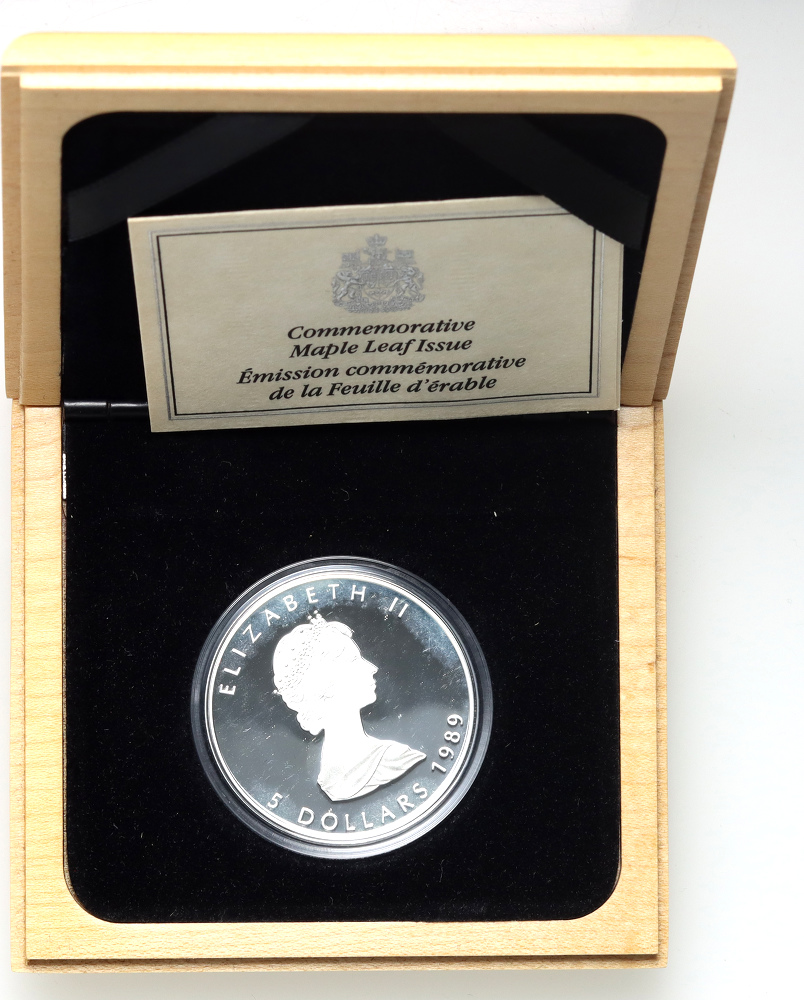 Commemorative
Maple Leaf Issue
Émission commémorative
de la Feuille d'érable
ELIZABETH II
5 DOLLARS 1989